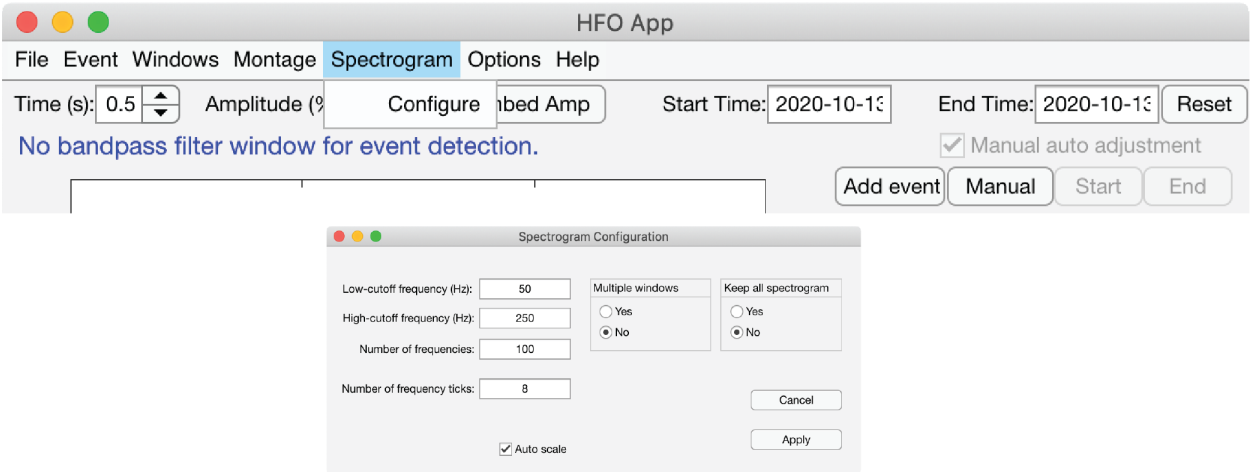 HFO App
File Event Windows Montage Spectrogram Options Help
Time (s): 0.5 Amplitude (% Configure nbed Amp Start Time: 2020-10-13 End Time: 2020-10-13 Reset
No bandpass filter window for event detection. Manual auto adjustment
Add event Manual Start End
Spectrogram Configuration
Low-cutoff frequency (Hz): 50 Multiple windows Keep all spectrogram
Yes Yes
High-cutoff frequency (Hz): 250
No No
Number of frequencies: 100
Number of frequency ticks: 8
Cancel
Apply
Auto scale